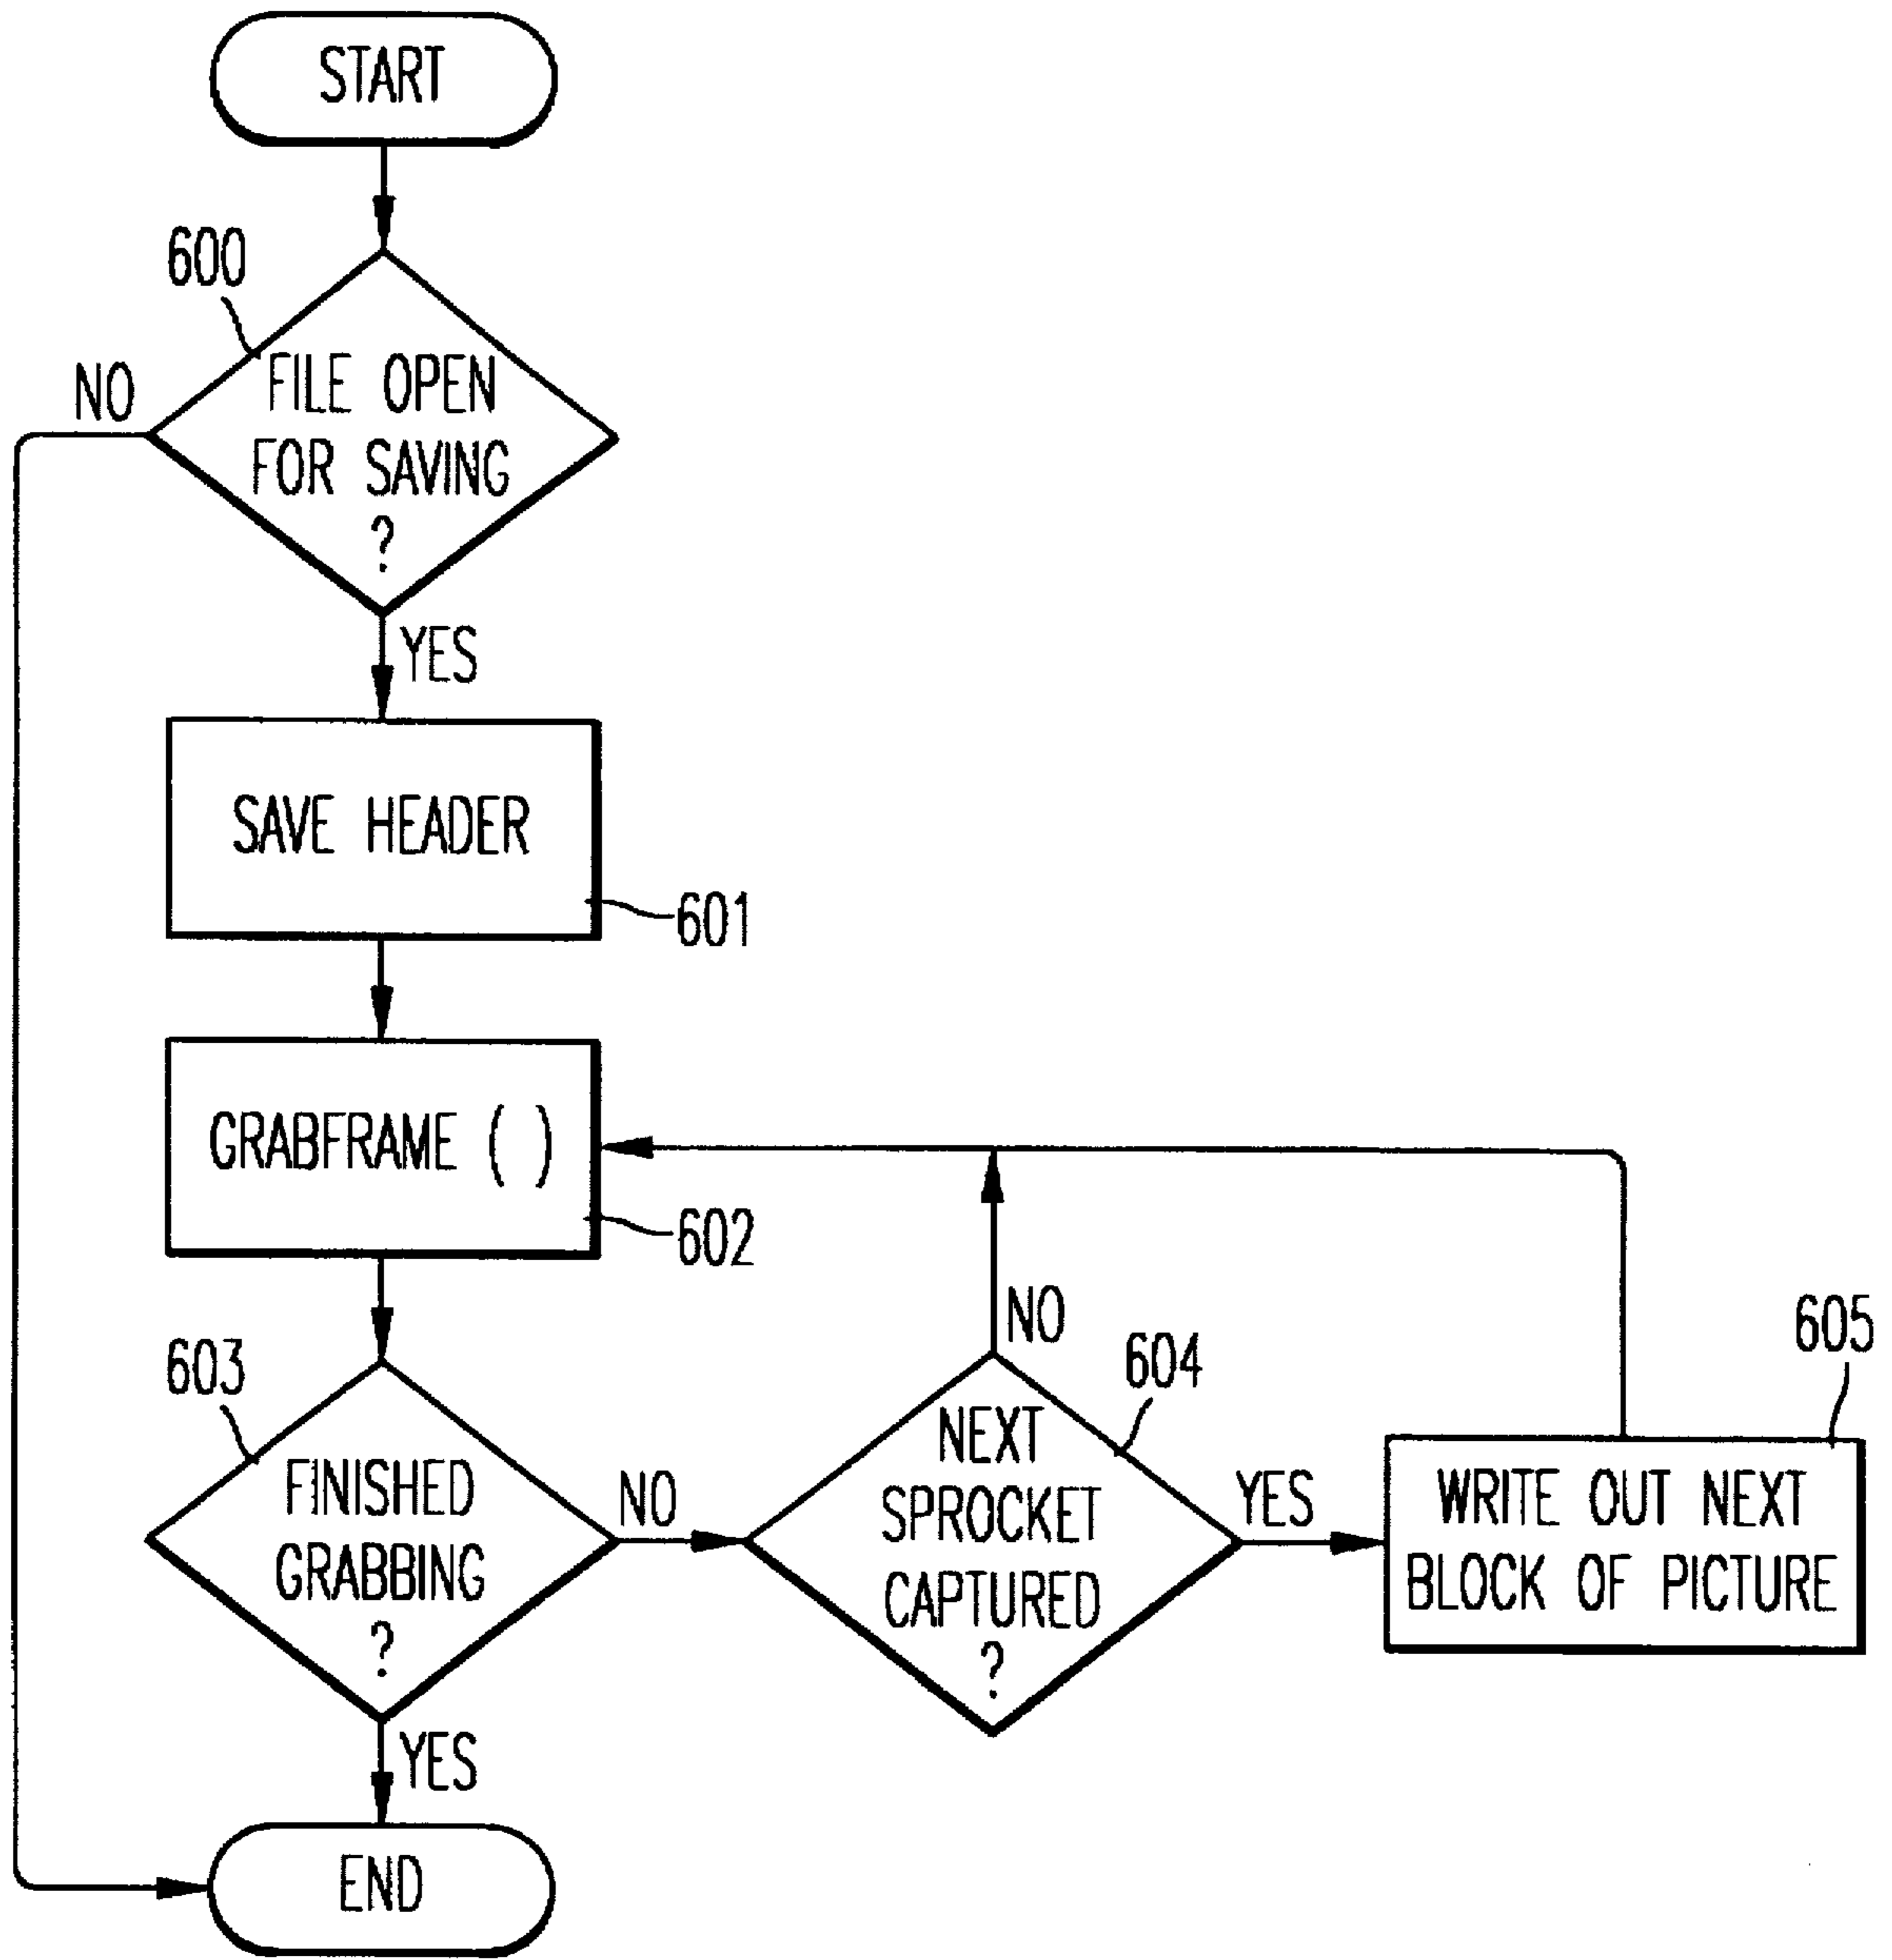 START
600
NO
FILE OPEN
FOR SAVING
?
YES
SAVE HEADER
601
GRABFRAME ( )
602
603
FINISHED
GRABBING
?
NO
YES
NO
604
NEXT
SPROCKET
CAPTURED
?
YES
605
WRITE OUT NEXT
BLOCK OF PICTURE
END